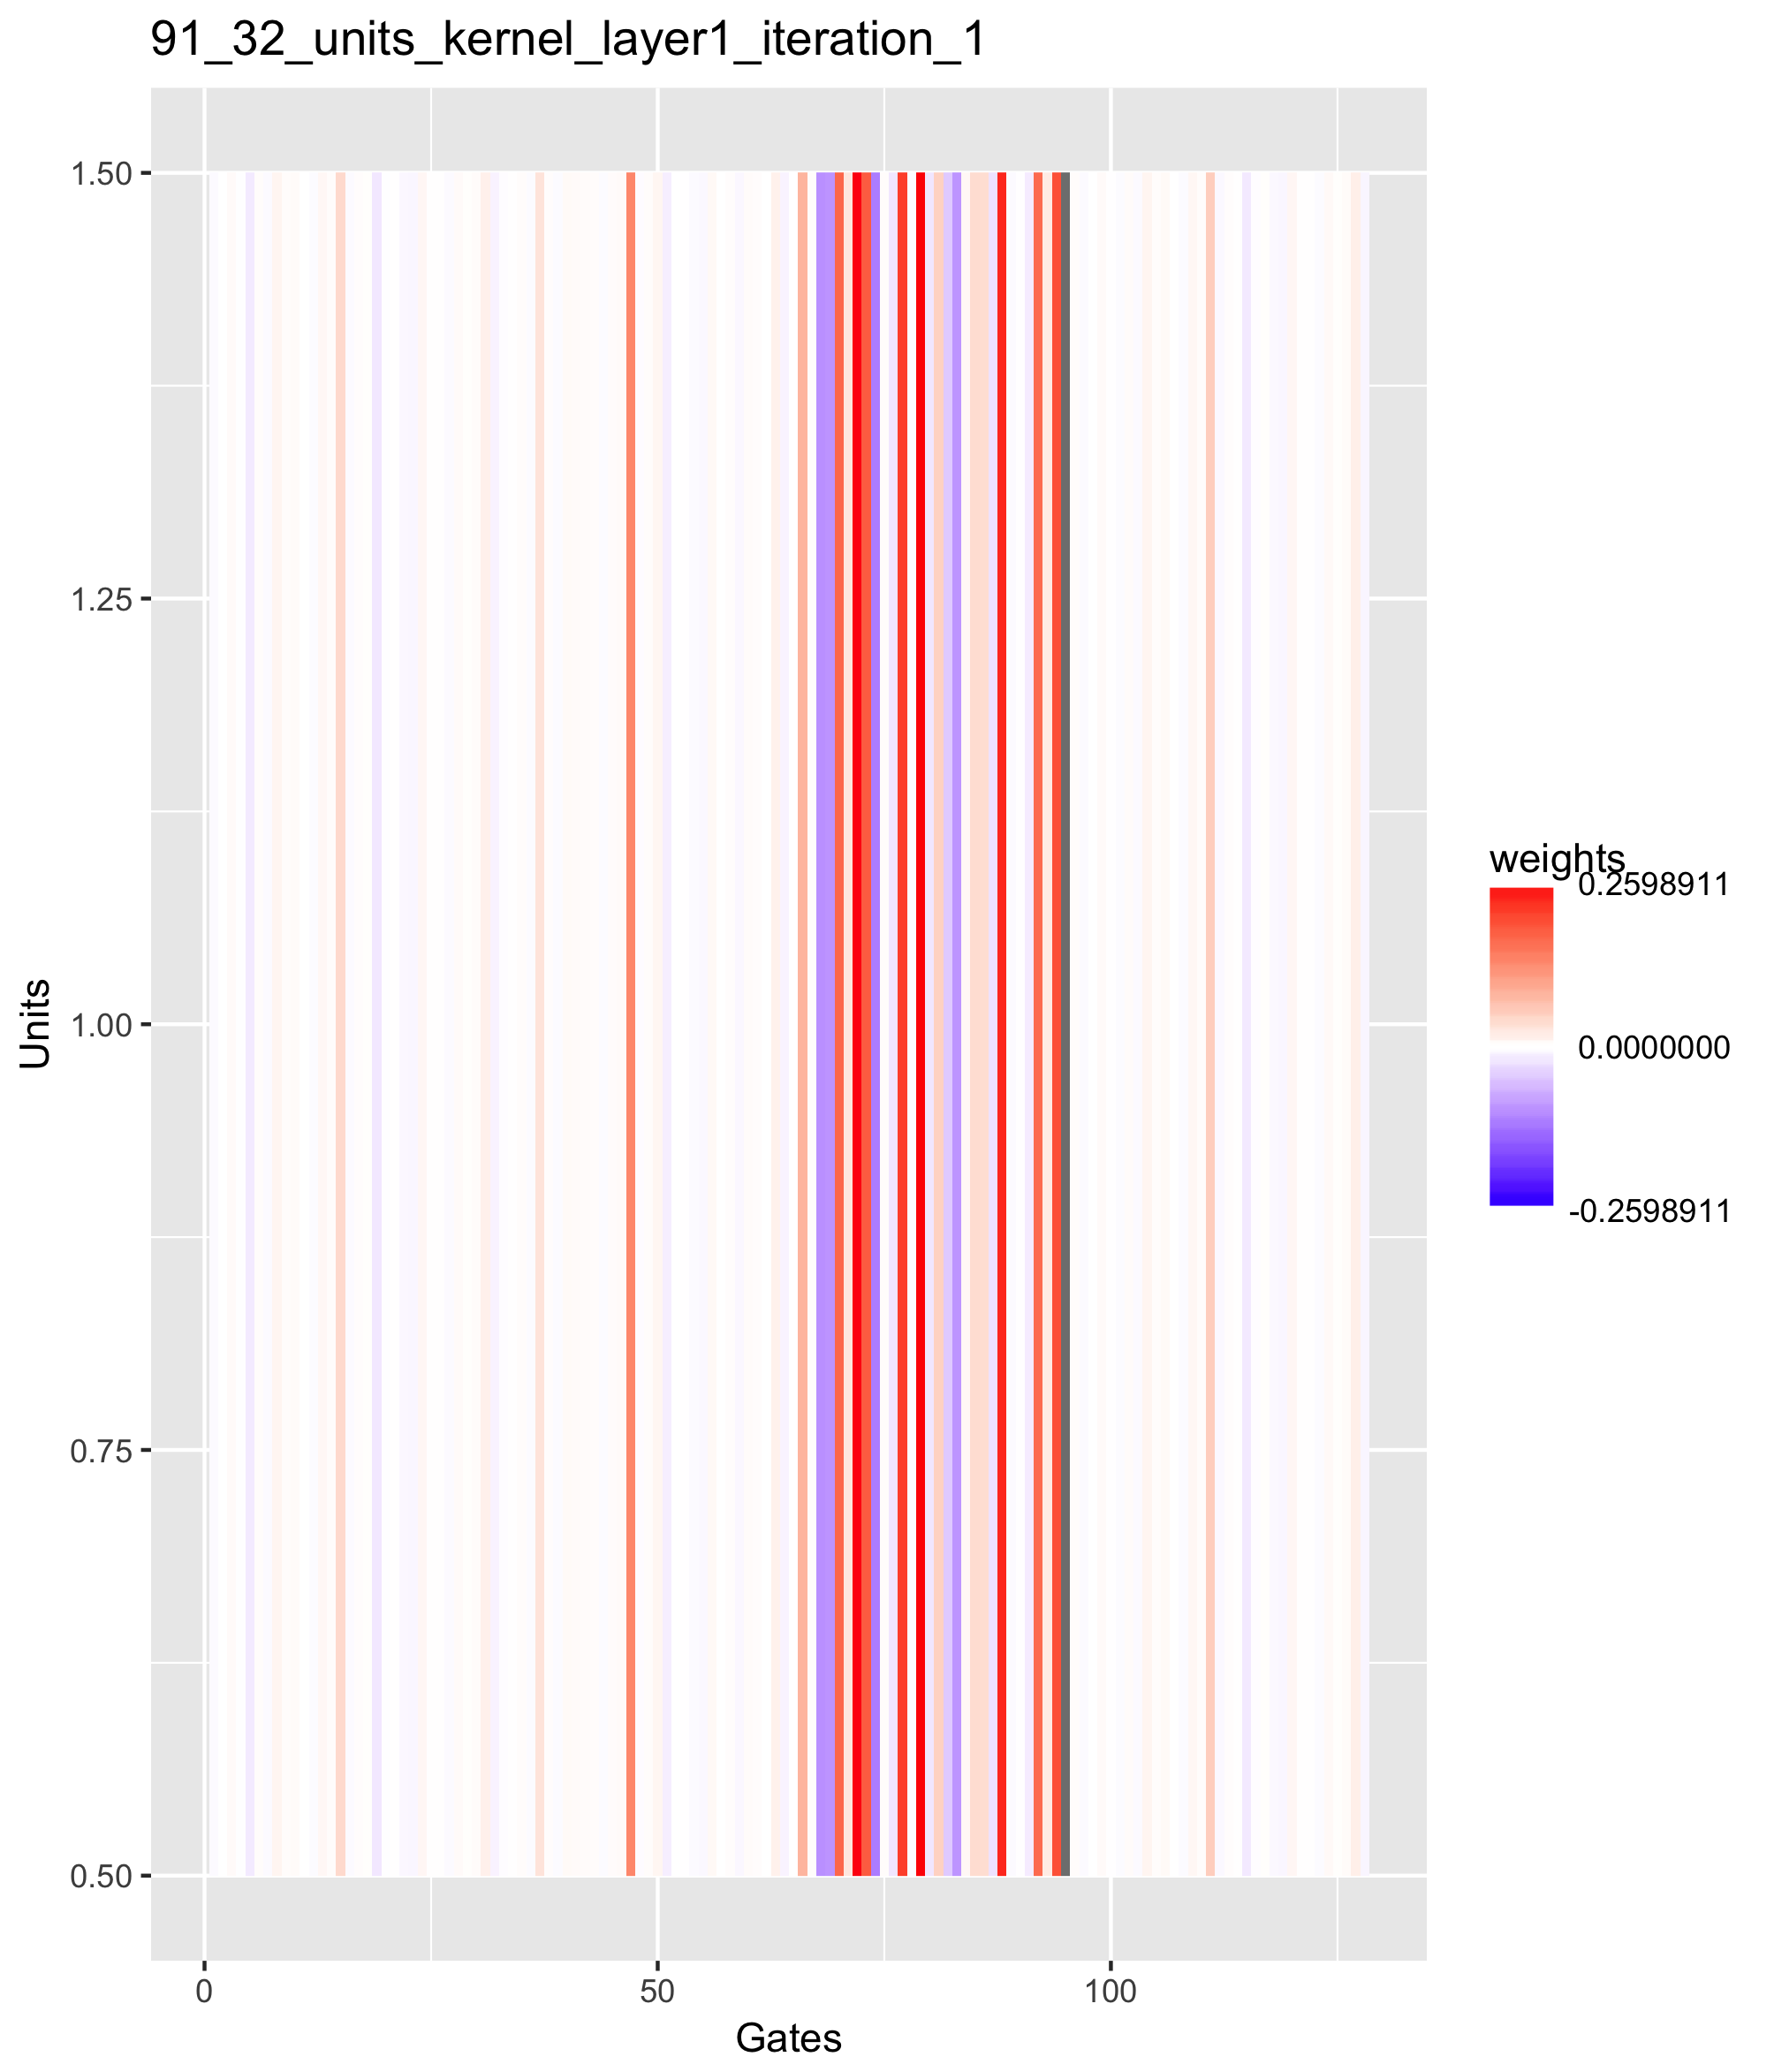 91_32_units_kernel_layer1_iteration_1
1.50
1.25
1.00
0.75
0.50
Units
0
50
100
Gates
weights
0.2598911
0.0000000
-0.2598911